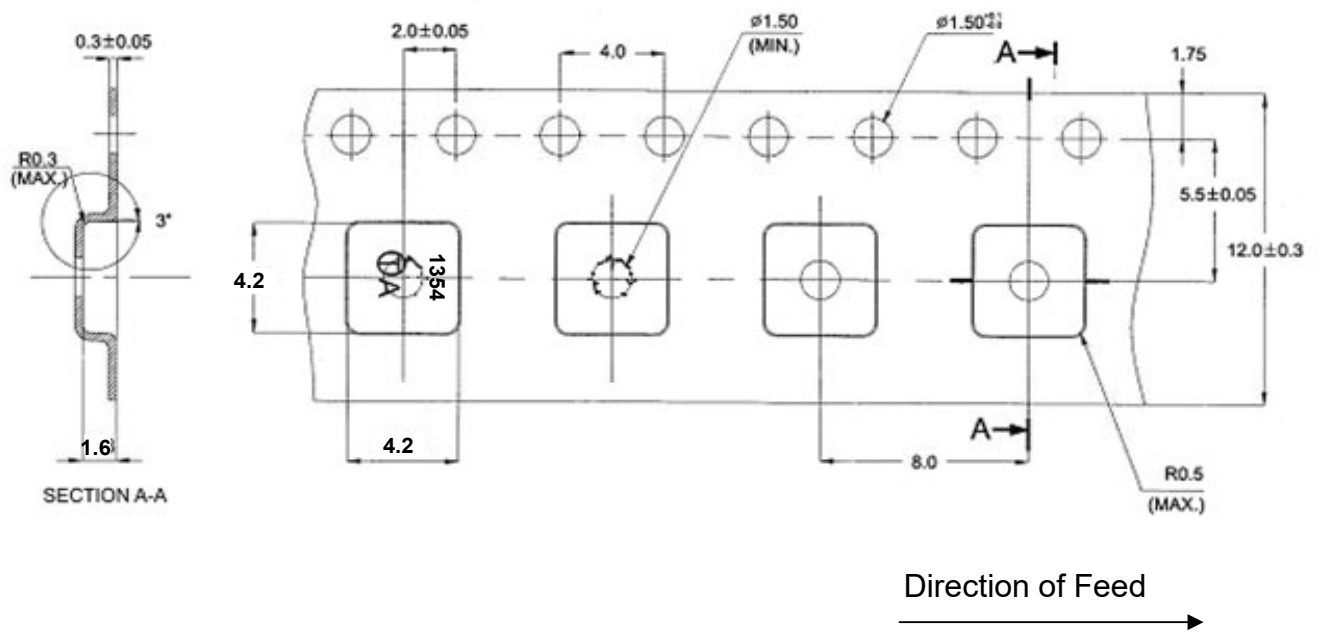 0.3±0.05
2.0±0.05
4.0
ø1.50
(MIN.)
ø1.50
A
1.75
R0.3
(MAX.)
3°
5.5±0.05
12.0±0.3
4.2
1354
T A
1.6
4.2
A
8.0
R0.5
(MAX.)
SECTION A-A
Direction of Feed